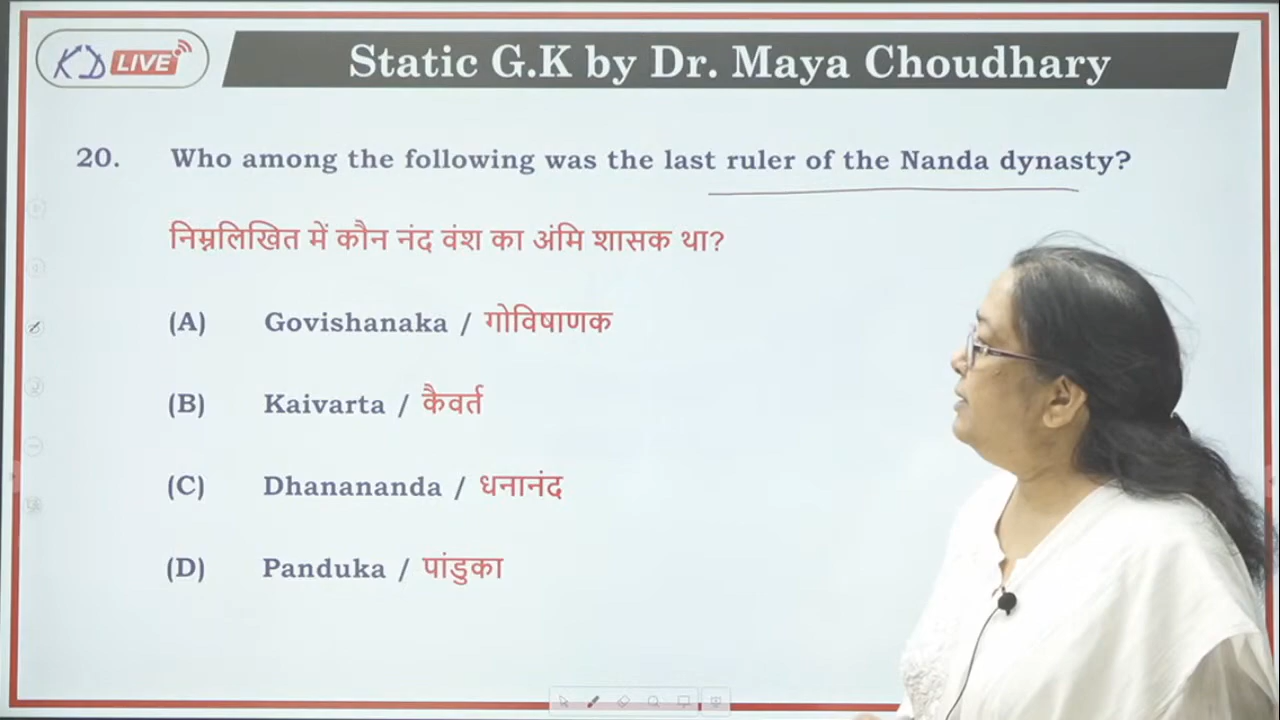 KD LIVE
Static G.K by Dr. Maya Choudhary
20. Who among the following was the last ruler of the Nanda dynasty?
निम्नलिखित में कौन नंद वंश का अंमि शासक था?
(A) Govishanaka / गोविषाणक
(B) Kaivarta / कैवर्त
(C) Dhanananda / धनानंद
(D) Panduka / पांडुका